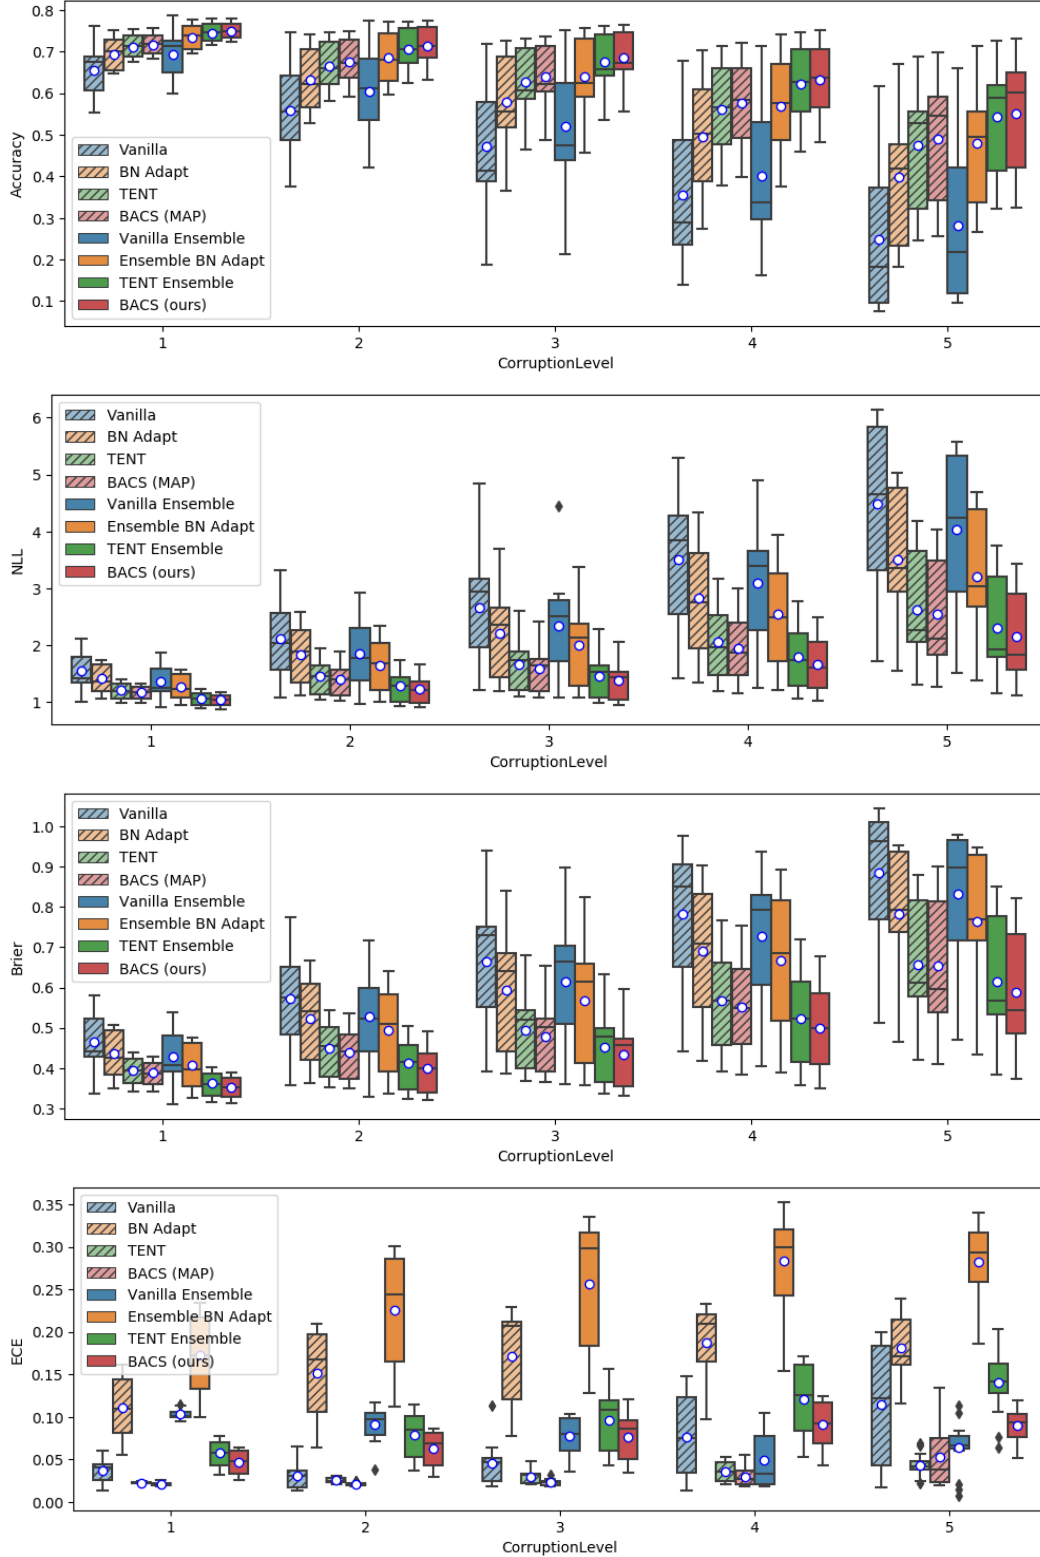 0.8
0.7
0.6
0.5
0.4
0.3
0.2
0.1
Accuracy
Vanilla
BN Adapt
TENT
BACS (MAP)
Vanilla Ensemble
Ensemble BN Adapt
TENT Ensemble
BACS (ours)
1 2 3 4 5
CorruptionLevel
6
5
4
3
2
1
NLL
Vanilla
BN Adapt
TENT
BACS (MAP)
Vanilla Ensemble
Ensemble BN Adapt
TENT Ensemble
BACS (ours)
1 2 3 4 5
CorruptionLevel
1.0
0.9
0.8
0.7
0.6
0.5
0.4
0.3
Brier
Vanilla
BN Adapt
TENT
BACS (MAP)
Vanilla Ensemble
Ensemble BN Adapt
TENT Ensemble
BACS (ours)
1 2 3 4 5
CorruptionLevel
0.35
0.30
0.25
0.20
0.15
0.10
0.05
0.00
ECE
Vanilla
BN Adapt
TENT
BACS (MAP)
Vanilla Ensemble
Ensemble BN Adapt
TENT Ensemble
BACS (ours)
1 2 3 4 5
CorruptionLevel